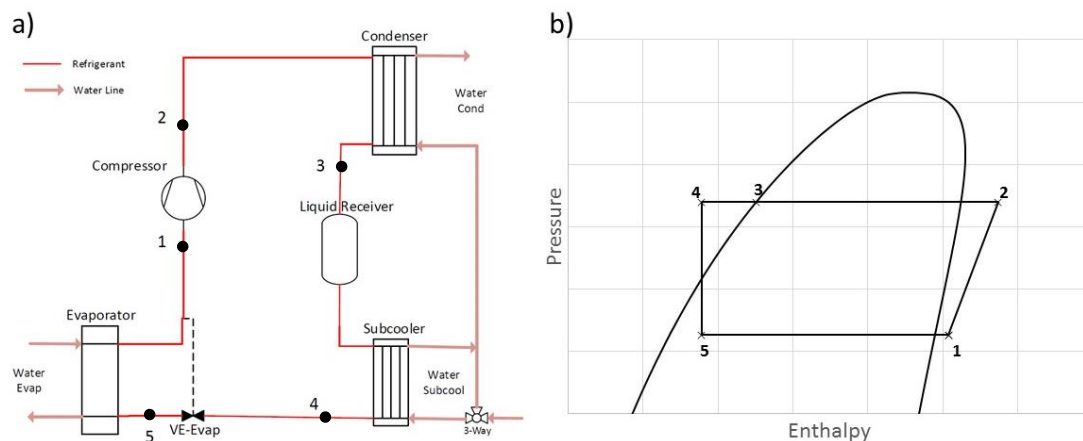 a)
Condenser
Refrigerant
Water Line
Water
Cond
2
Compressor
3
Liquid Receiver
1
Evaporator
Subcooler
Water
Evap
Water
Subcool
4
5
VE-Evap
3-Way
b)
Pressure
4
3
2
5
1
Enthalpy